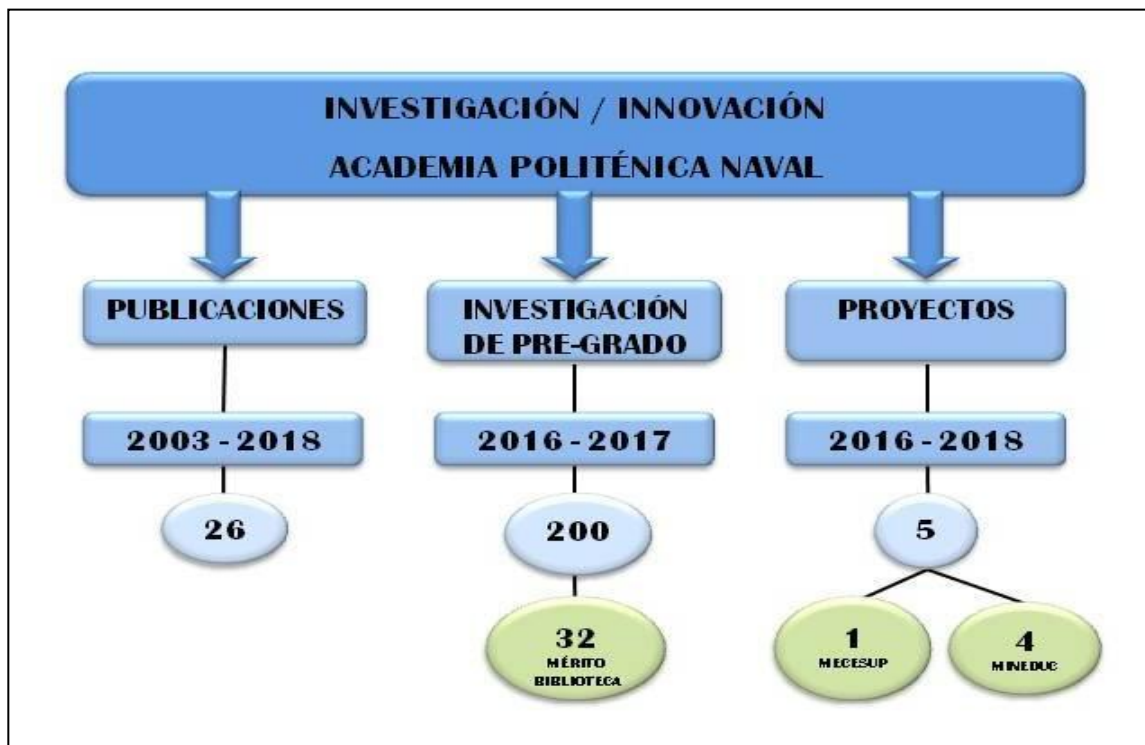 INVESTIGACIÓN / INNOVACIÓN
ACADEMIA POLITÉNICA NAVAL
PUBLICACIONES
2003 - 2018
26
INVESTIGACIÓN
DE PRE-GRADO
2016 - 2017
200
32
MÉRITO
BIBLIOTECA
PROYECTOS
2016 - 2018
5
1
MECESUP
4
MINEDUC